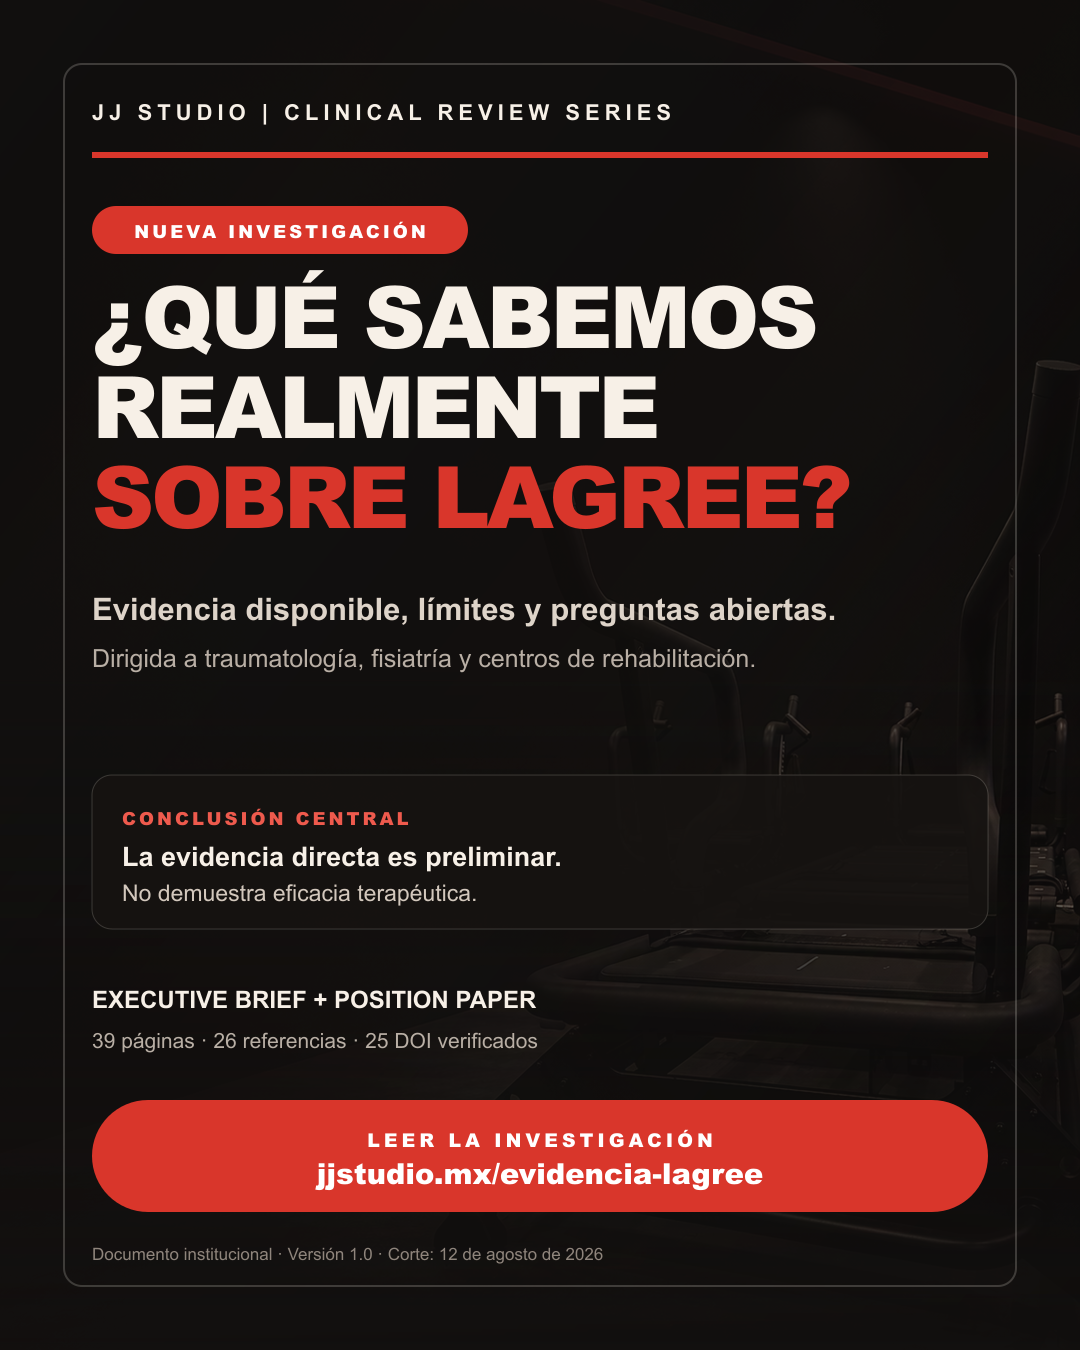 JJ STUDIO | CLINICAL REVIEW SERIES
NUEVA INVESTIGACIÓN
¿QUÉ SABEMOS
REALMENTE
SOBRE LAGREE?
Evidencia disponible, límites y preguntas abiertas.
Dirigida a traumatología, fisiatría y centros de rehabilitación.
CONCLUSIÓN CENTRAL
La evidencia directa es preliminar.
No demuestra eficacia terapéutica.
EXECUTIVE BRIEF + POSITION PAPER
39 páginas · 26 referencias · 25 DOI verificados
LEER LA INVESTIGACIÓN
jjstudio.mx/evidencia-lagree
Documento institucional · Versión 1.0 · Corte: 12 de agosto de 2026